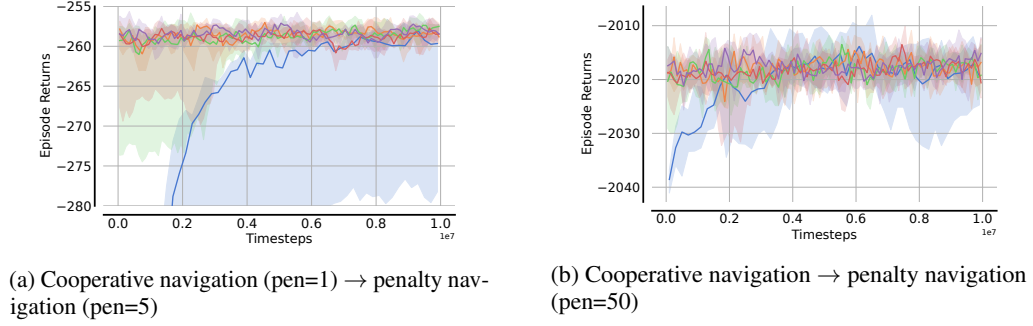 −255
−260
−265
−270
−275
−280
Episode Returns
0.0 0.2 0.4 0.6 0.8 1.0
1e7
Timesteps
(a) Cooperative navigation (pen=1) → penalty nav-
igation (pen=5)
−2010
−2020
−2030
−2040
Episode Returns
0.0 0.2 0.4 0.6 0.8 1.0
1e7
Timesteps
(b) Cooperative navigation → penalty navigation
(pen=50)